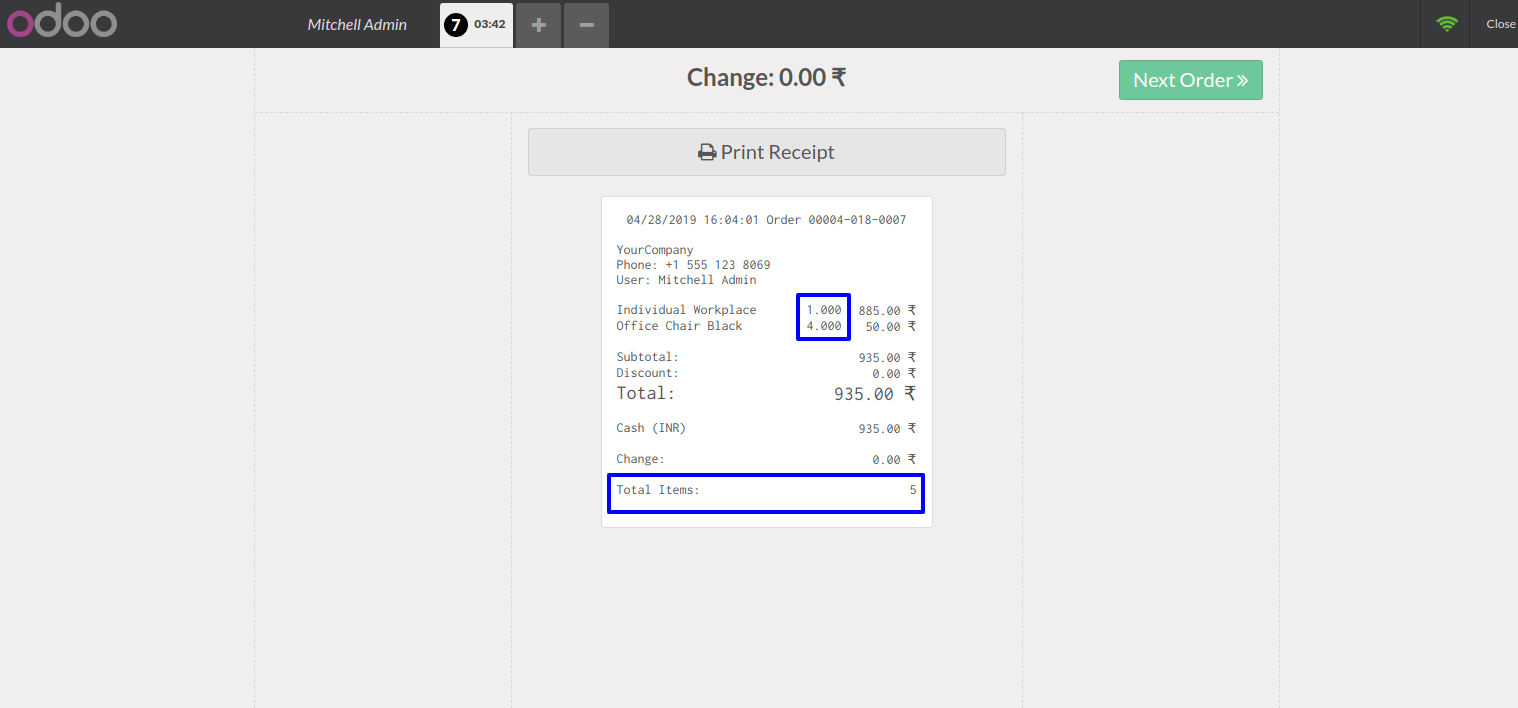 odoo Mitchell Admin 7 03:42 + − Close
Change: 0.00 ₹
Next Order »
Print Receipt
04/28/2019 16:04:01 Order 00004-018-0007
YourCompany
Phone: +1 555 123 8069
User: Mitchell Admin
Individual Workplace 1.000 885.00 ₹
Office Chair Black 4.000 50.00 ₹
Subtotal: 935.00 ₹
Discount: 0.00 ₹
Total: 935.00 ₹
Cash (INR) 935.00 ₹
Change: 0.00 ₹
Total Items: 5